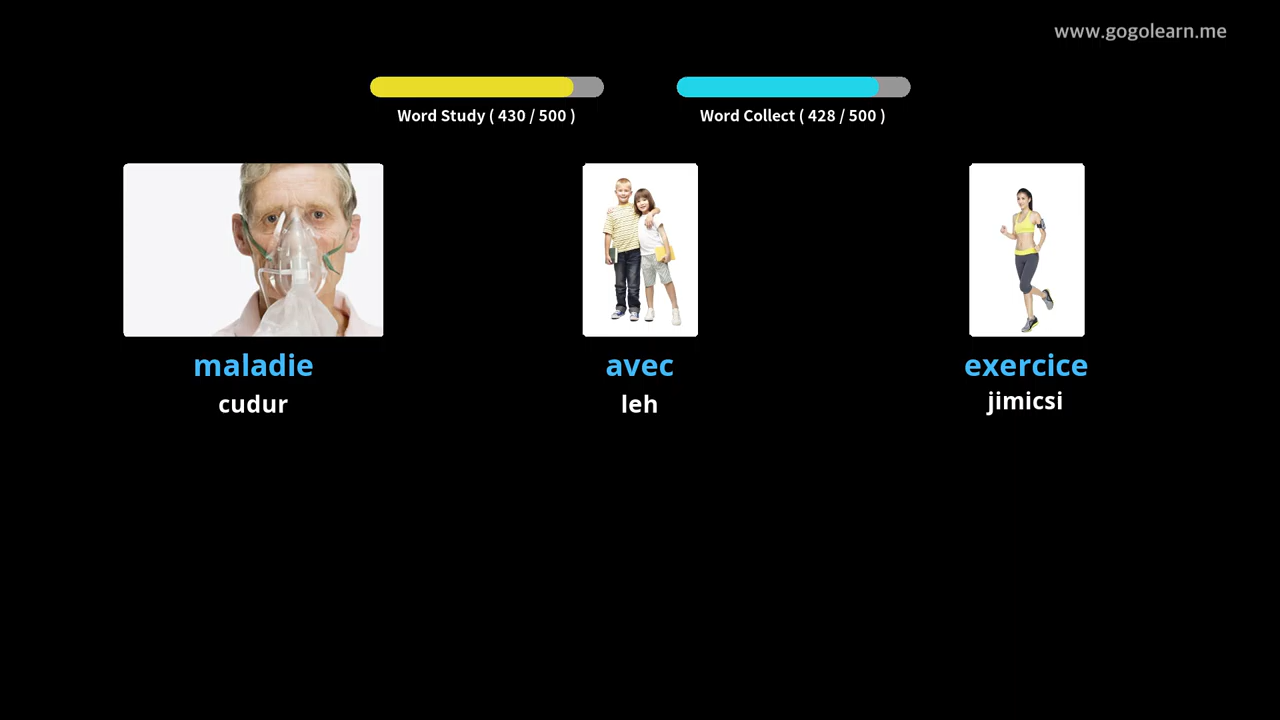 www.gogolearn.me
Word Study ( 430 / 500 )
Word Collect ( 428 / 500 )
maladie
cudur
avec
leh
exercice
jimicsi